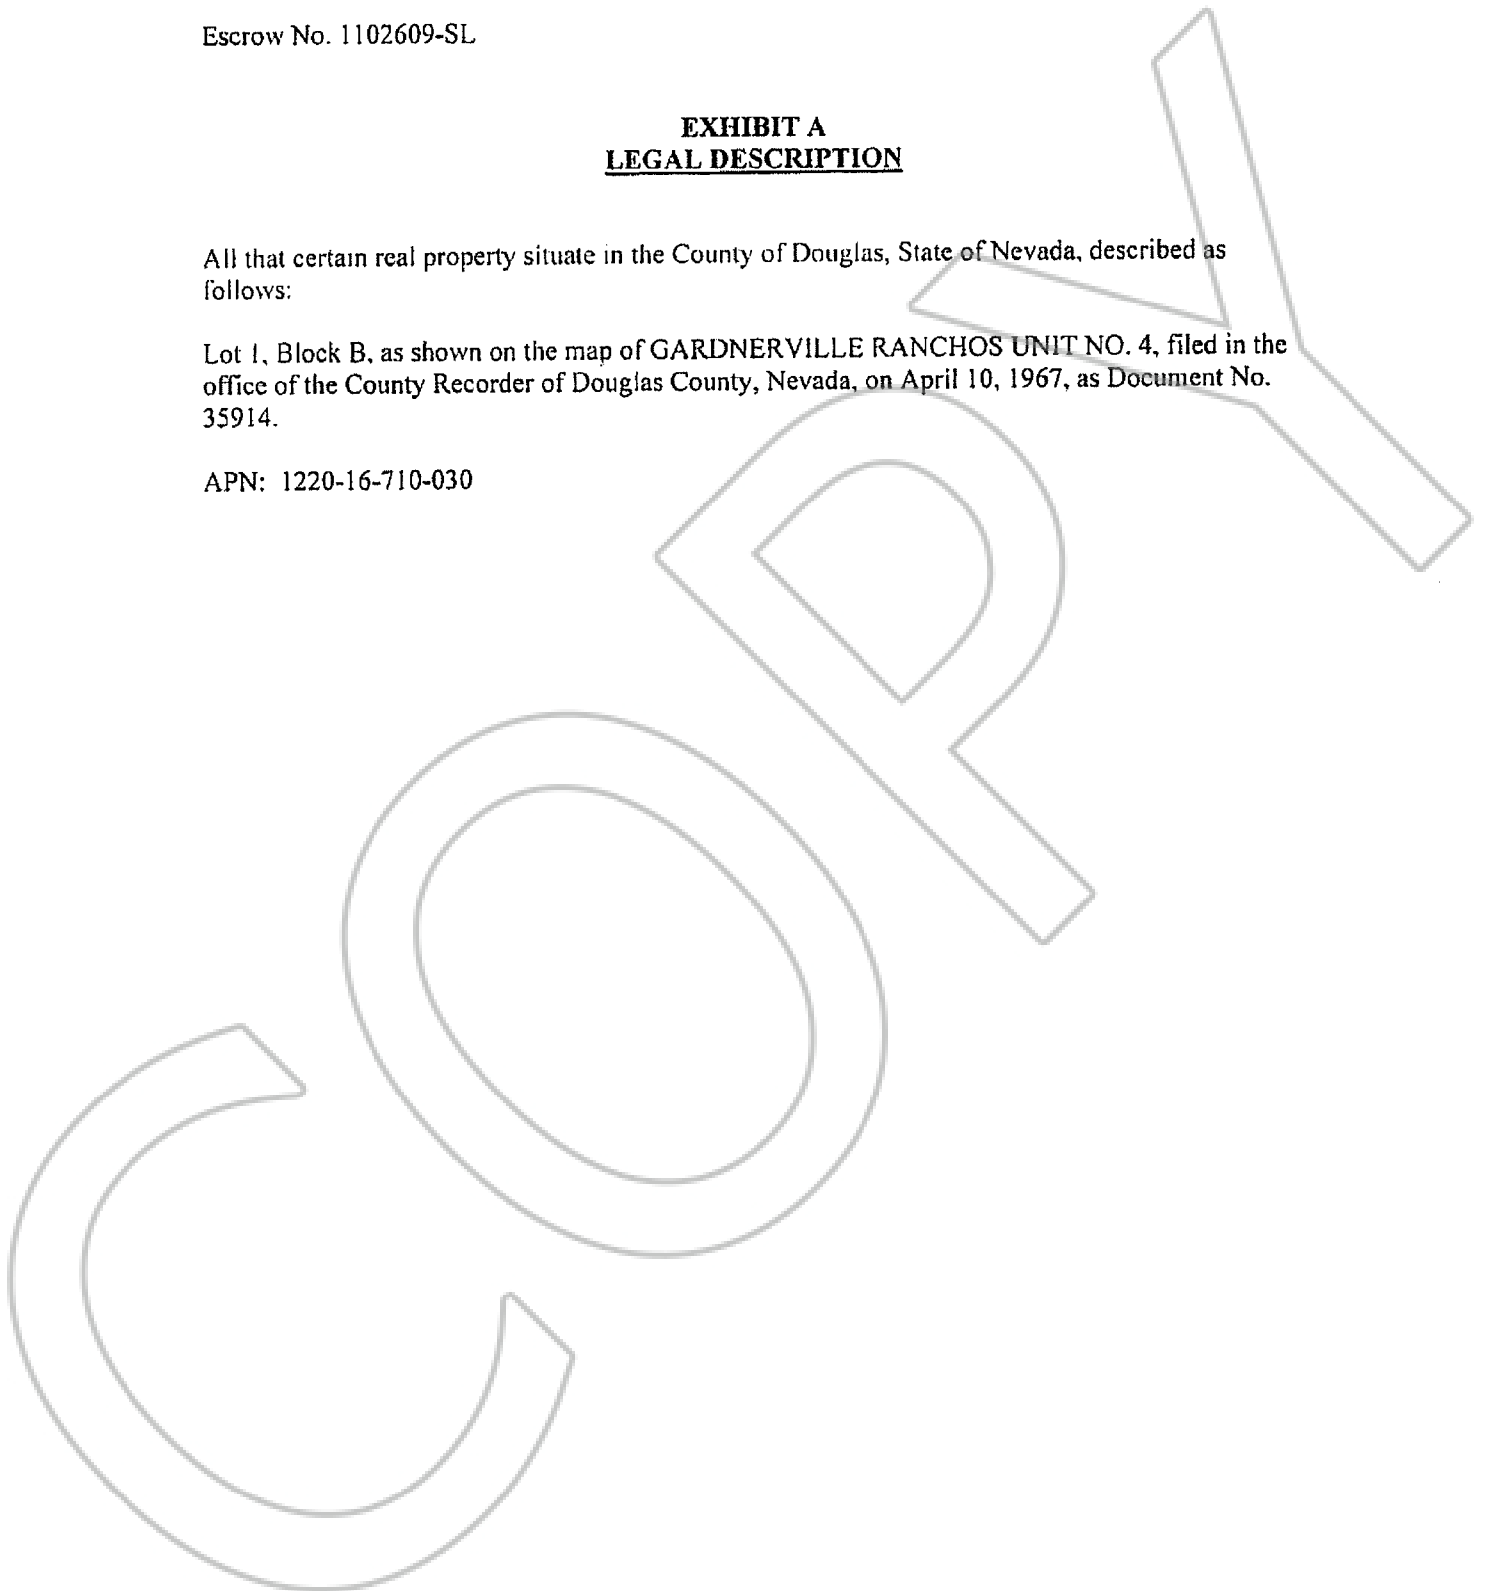 Escrow No. 1102609-SL
EXHIBIT A
LEGAL DESCRIPTION
All that certain real property situate in the County of Douglas, State of Nevada, described as
follows:
Lot 1, Block B, as shown on the map of GARDNERVILLE RANCHOS UNIT NO. 4, filed in the
office of the County Recorder of Douglas County, Nevada, on April 10, 1967, as Document No.
35914.
APN: 1220-16-710-030
COPY